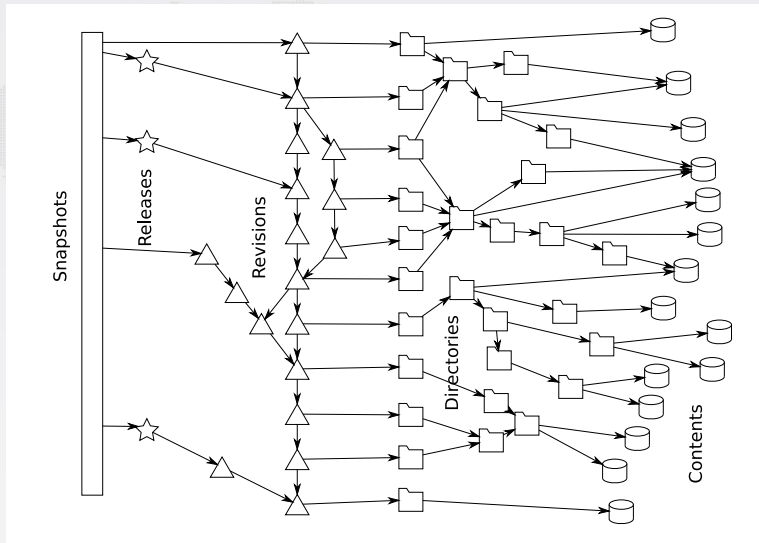 Snapshots
Releases
Revisions
Directories
Contents